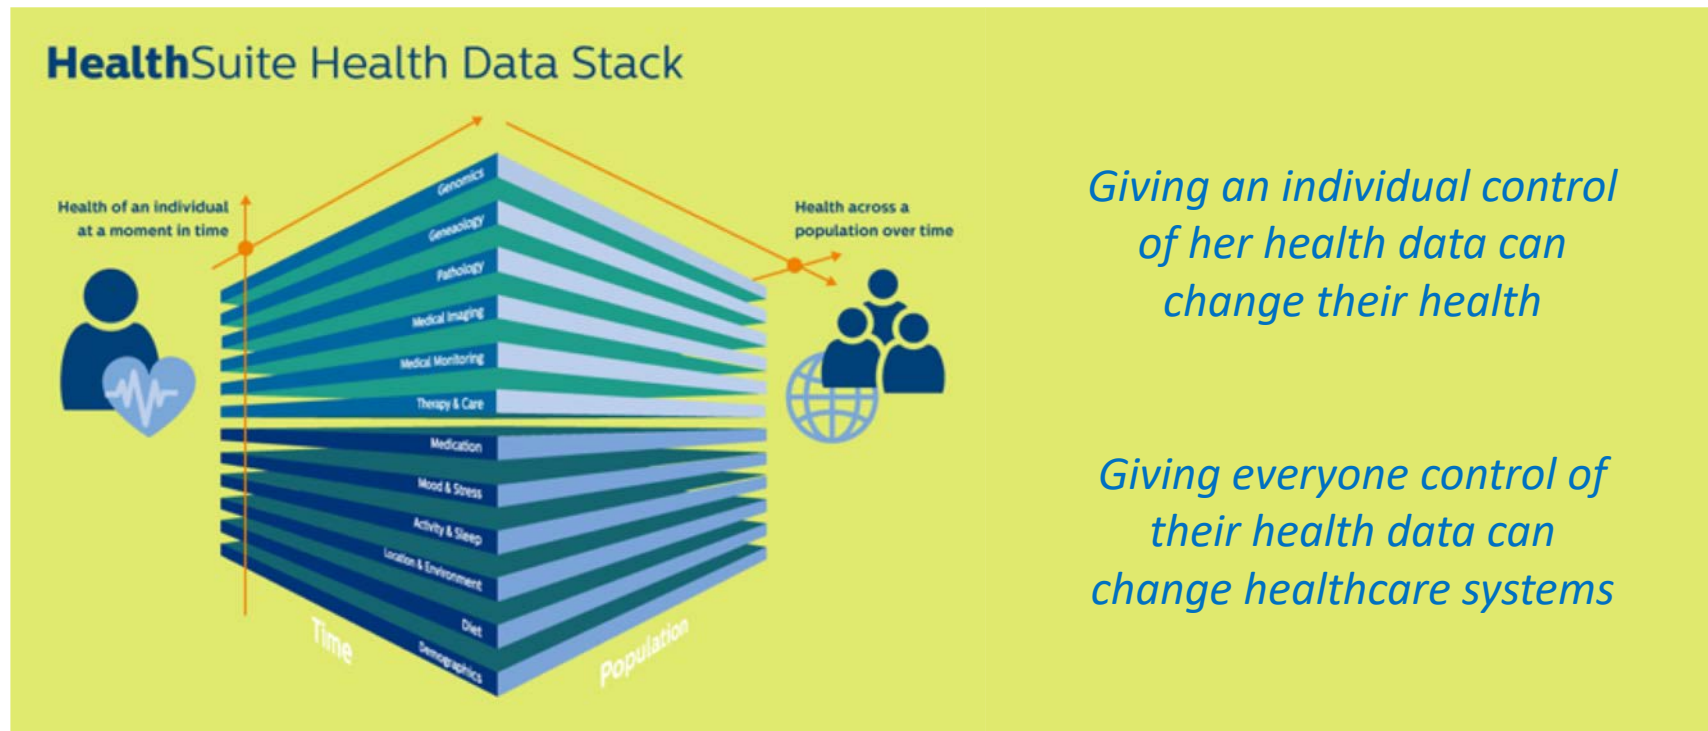 HealthSuite Health Data Stack
Health of an individual
at a moment in time
Health across a
population over time
Genomics
Geneaology
Pathology
Medical Imaging
Medical Monitoring
Therapy & Care
Medication
Mood & Stress
Activity & Sleep
Location & Environment
Diet
Demographics
Time
Population
Giving an individual control
of her health data can
change their health
Giving everyone control of
their health data can
change healthcare systems